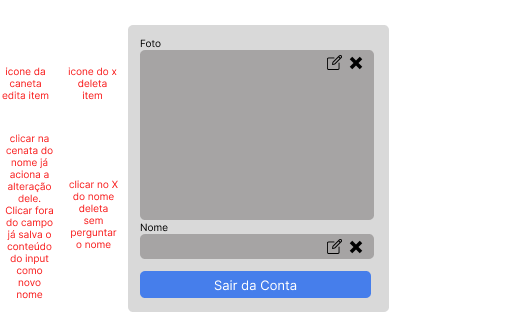 Foto
icone da
caneta
edita item
icone do x
deleta
item
clicar na
cenata do
nome já
aciona a
alteração
dele.
Clicar fora
do campo
já salva o
conteúdo
do input
como
novo
nome
clicar no X
do nome
deleta
sem
perguntar
o nome
Nome
Sair da Conta